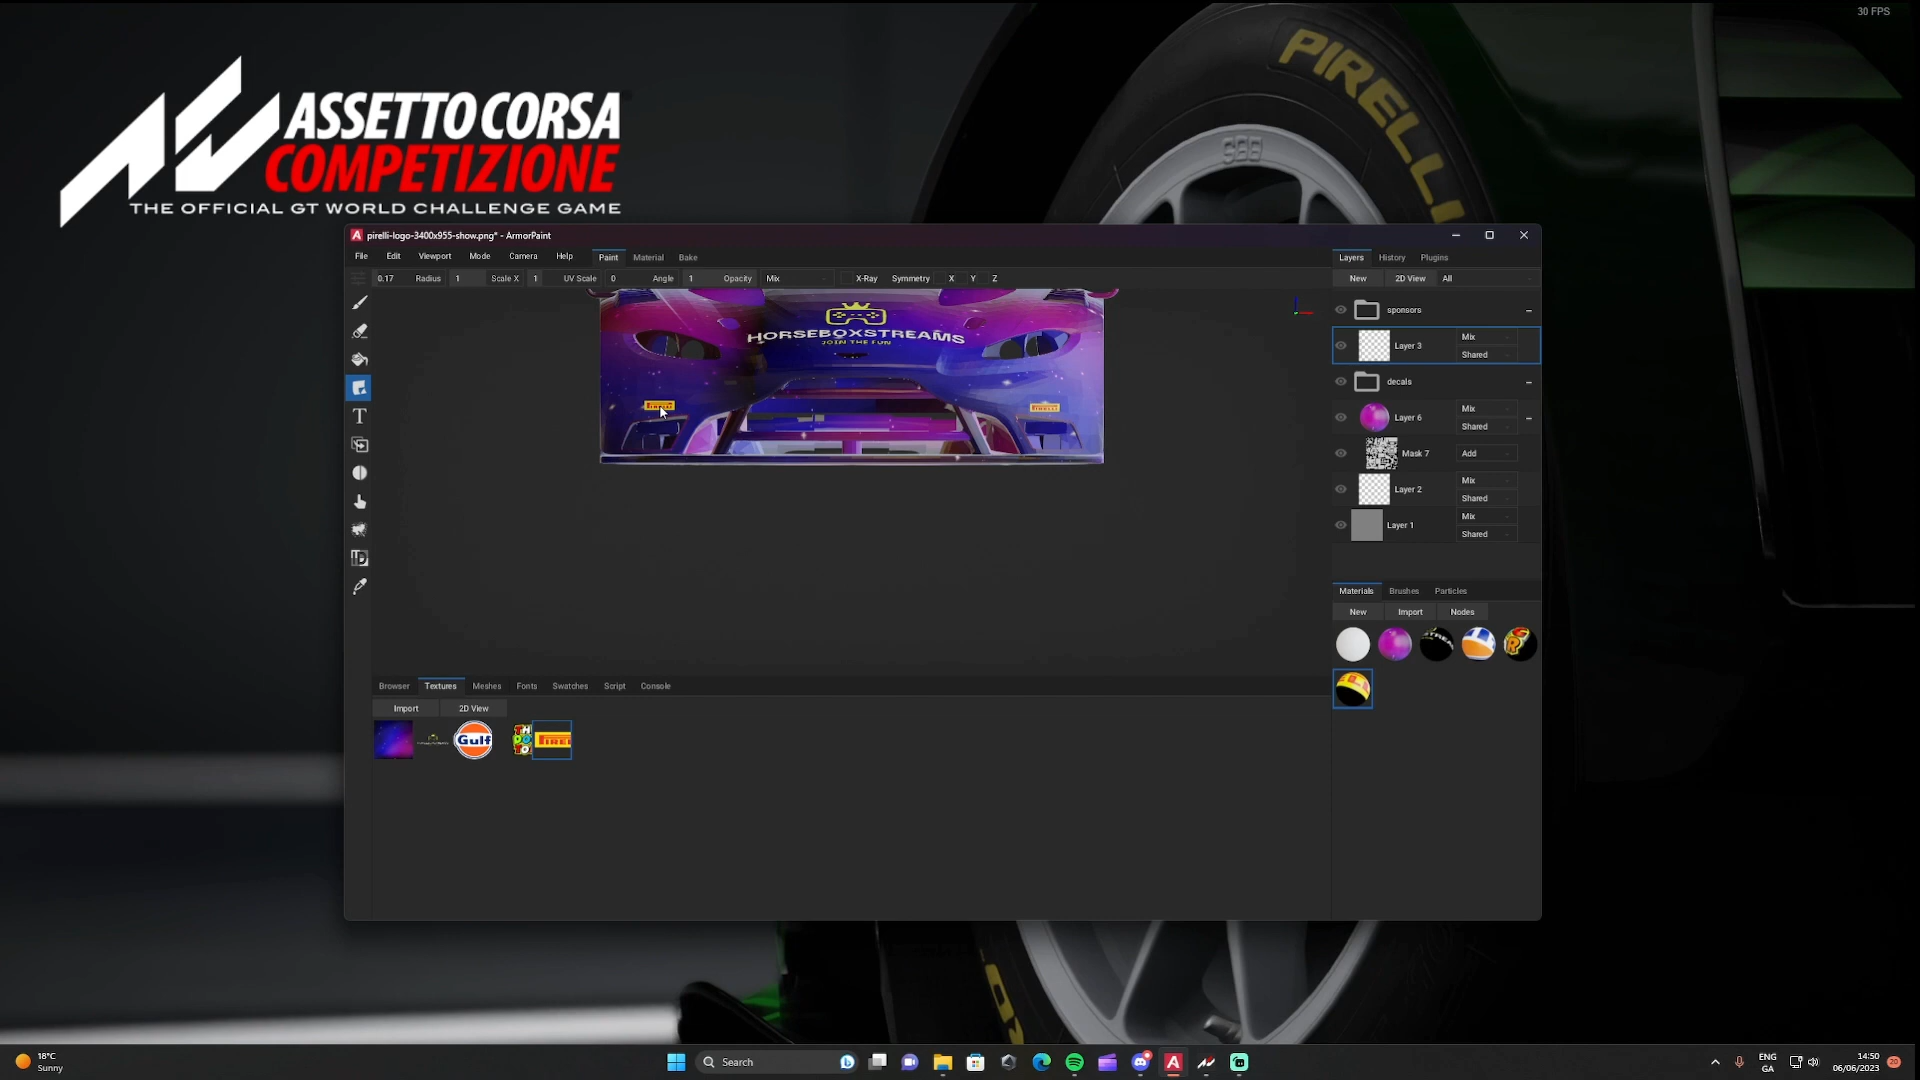 30 FPS
PIRELLI
BBS
ASSETTO CORSA
COMPETIZIONE
THE OFFICIAL GT WORLD CHALLENGE GAME
pirelli-logo-3400x955-show.png* - ArmorPaint
File Edit Viewport Mode Camera Help Paint Material Bake
Layers History Plugins
0.17 Radius 1 Scale X 1 UV Scale 0 Angle 1 Opacity Mix X-Ray Symmetry X Y Z
New 2D View All
sponsors
HORSEBOXSTREAMS
JOIN THE FUN
Layer 3 Mix
Shared
decals
PIRELLI PIRELLI
Layer 6 Mix
Shared
Mask 7 Add
Layer 2 Mix
Shared
Layer 1 Mix
Shared
Materials Brushes Particles
New Import Nodes
Browser Textures Meshes Fonts Swatches Script Console
Import 2D View
Gulf
18°C
Sunny
Search
ENG
GA
14:50
06/06/2023
20